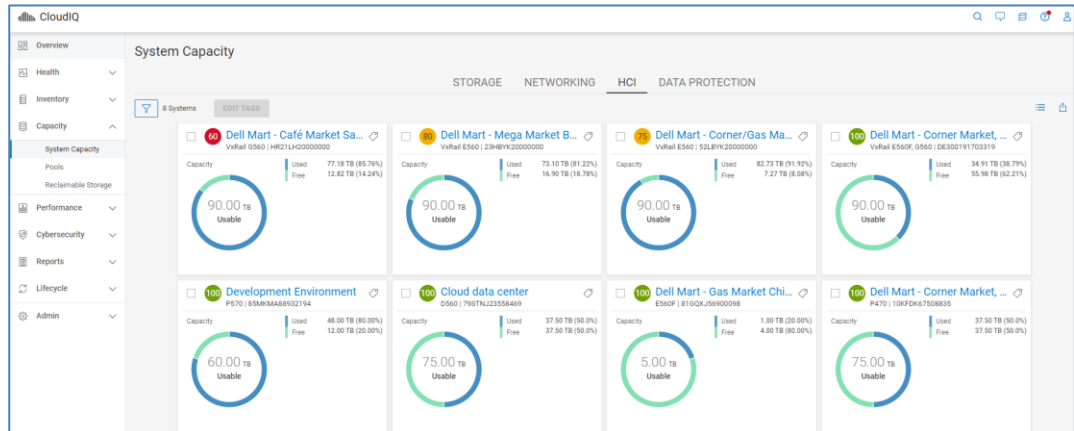 CloudIQ
Overview
Health
Inventory
Capacity
System Capacity
Pools
Reclaimable Storage
Performance
Cybersecurity
Reports
Lifecycle
Admin
System Capacity
STORAGE NETWORKING HCI DATA PROTECTION
8 Systems EDIT TAGS
60 Dell Mart - Café Market Sa...
VxRail G560 | HR21LH20000000
Capacity Used 77.18 TB (85.76%)
Free 12.82 TB (14.24%)
90.00 TB
Usable
80 Dell Mart - Mega Market B...
VxRail E560 | 23HBYK20000000
Capacity Used 73.10 TB (81.22%)
Free 16.90 TB (18.78%)
90.00 TB
Usable
75 Dell Mart - Corner/Gas Ma...
VxRail E560 | 52LBYK20000000
Capacity Used 82.73 TB (91.92%)
Free 7.27 TB (8.08%)
90.00 TB
Usable
100 Dell Mart - Corner Market, ...
VxRail E560F, G560 | DE300191703319
Capacity Used 34.91 TB (38.79%)
Free 55.98 TB (62.21%)
90.00 TB
Usable
100 Development Environment
P570 | 85MKMA88932194
Capacity Used 48.00 TB (80.00%)
Free 12.00 TB (20.00%)
60.00 TB
Usable
100 Cloud data center
D560 | 79STNJ23558469
Capacity Used 37.50 TB (50.0%)
Free 37.50 TB (50.0%)
75.00 TB
Usable
100 Dell Mart - Gas Market Chi...
E560F | 81GQXJ56900098
Capacity Used 1.00 TB (20.00%)
Free 4.00 TB (80.00%)
5.00 TB
Usable
100 Dell Mart - Corner Market, ...
P470 | 10KFDK67508835
Capacity Used 37.50 TB (50.0%)
Free 37.50 TB (50.0%)
75.00 TB
Usable